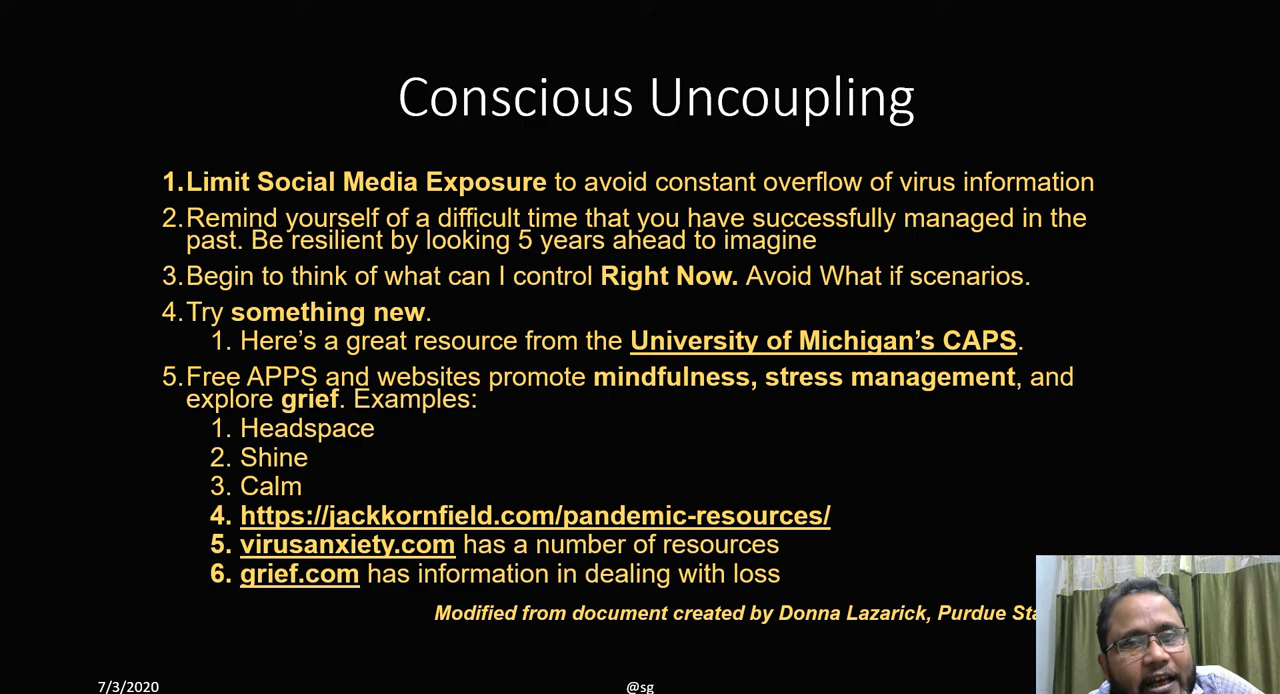 Conscious Uncoupling
1. Limit Social Media Exposure to avoid constant overflow of virus information
2. Remind yourself of a difficult time that you have successfully managed in the
past. Be resilient by looking 5 years ahead to imagine
3. Begin to think of what can I control Right Now. Avoid What if scenarios.
4. Try something new.
1. Here’s a great resource from the University of Michigan’s CAPS.
5. Free APPS and websites promote mindfulness, stress management, and
explore grief. Examples:
1. Headspace
2. Shine
3. Calm
4. https://jackkornfield.com/pandemic-resources/
5. virusanxiety.com has a number of resources
6. grief.com has information in dealing with loss
Modified from document created by Donna Lazarick, Purdue
7/3/2020
@sg